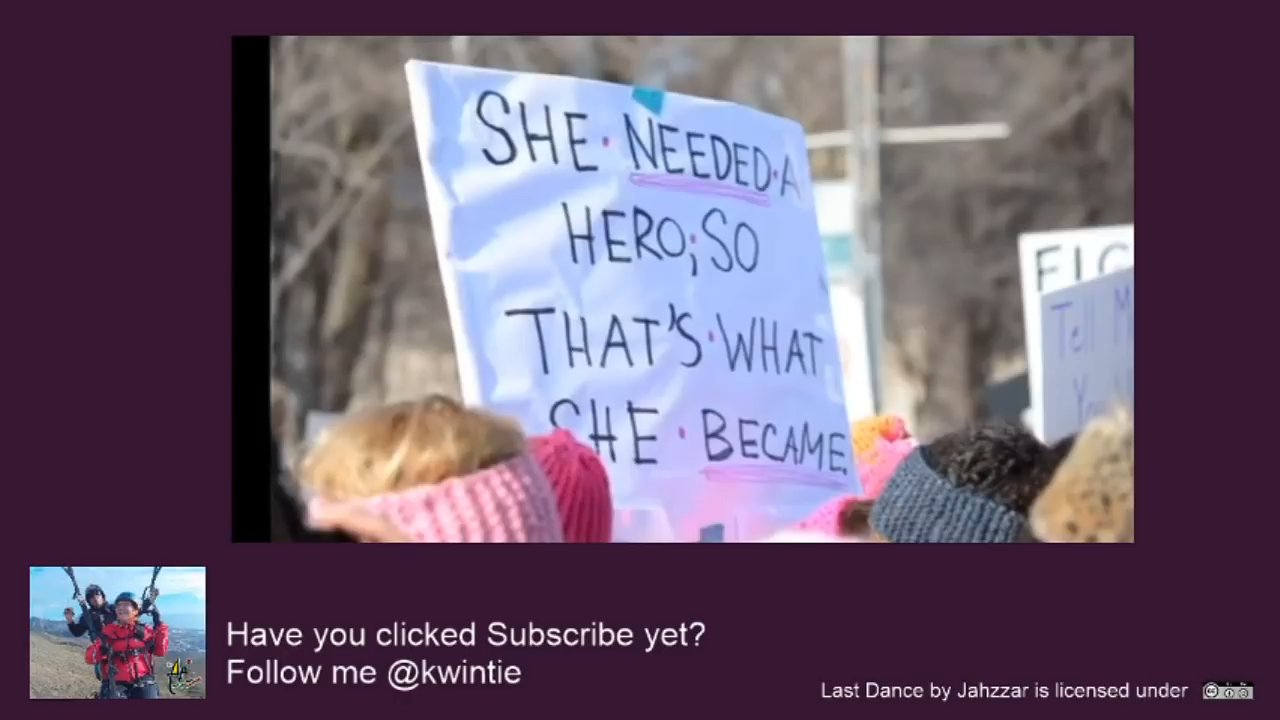 SHE·NEEDED·A
HERO; SO
THAT'S·WHAT
SHE·BECAME
Tell
Have you clicked Subscribe yet?
Follow me @kwintie
Last Dance by Jahzzar is licensed under